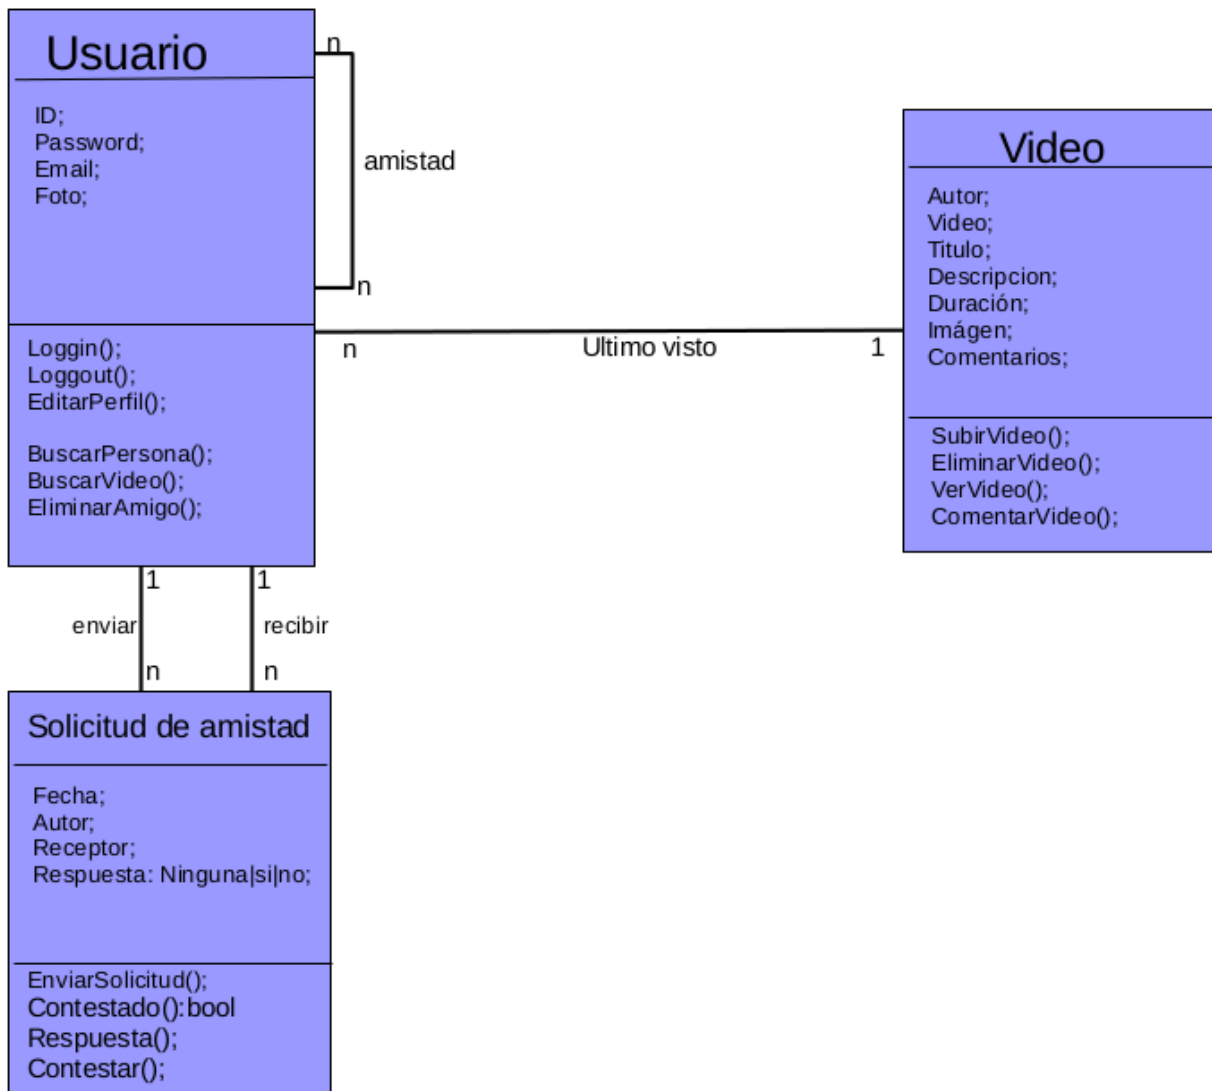 Usuario
ID;
Password;
Email;
Foto;
Loggin();
Loggout();
EditarPerfil();
BuscarPersona();
BuscarVideo();
EliminarAmigo();
n
amistad
n
n
Ultimo visto
1
Video
Autor;
Video;
Titulo;
Descripcion;
Duración;
Imágen;
Comentarios;
SubirVideo();
EliminarVideo();
VerVideo();
ComentarVideo();
1
1
enviar
recibir
n
n
Solicitud de amistad
Fecha;
Autor;
Receptor;
Respuesta: Ninguna|si|no;
EnviarSolicitud();
Contestado():bool
Respuesta();
Contestar();